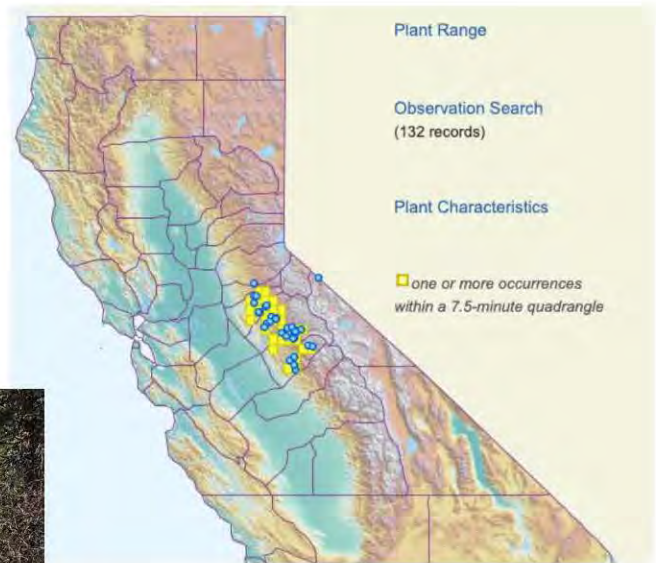 Plant Range
Observation Search
(132 records)
Plant Characteristics
one or more occurrences
within a 7.5-minute quadrangle